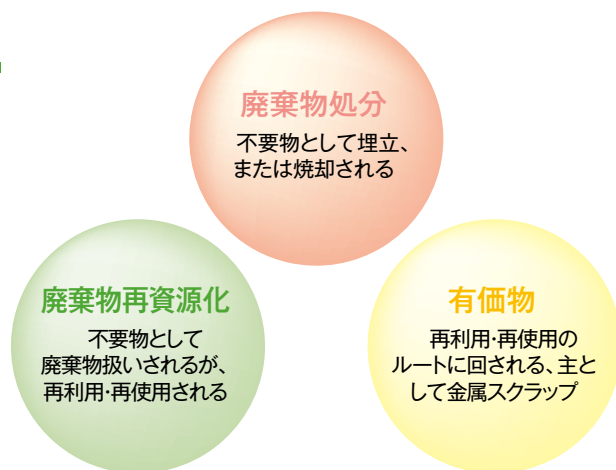 廃棄物処分
不要物として埋立、
または焼却される
廃棄物再資源化
不要物として
廃棄物扱いされるが、
再利用・再使用される
有価物
再利用・再使用の
ルートに回される、主と
して金属スクラップ